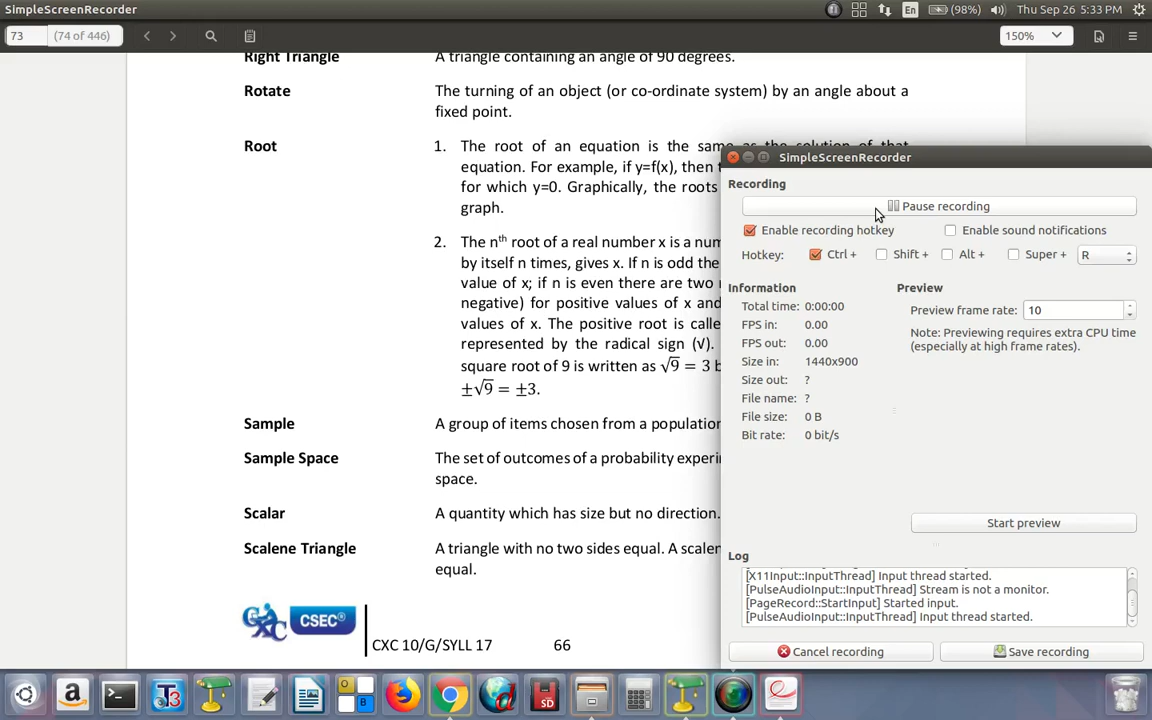 SimpleScreenRecorder
En (98%) Thu Sep 26 5:33 PM
73 (74 of 446) 150%
Right Triangle A triangle containing an angle of 90 degrees.
Rotate The turning of an object (or co-ordinate system) by an angle about a
fixed point.
Root 1. The root of an equation is the same as the solution of that
equation. For example, if y=f(x), then
for which y=0. Graphically, the roots
graph.
2. The nth root of a real number x is a
by itself n times, gives x. If n is odd the
value of x; if n is even there are two
negative) for positive values of x and
values of x. The positive root is
represented by the radical sign (√).
square root of 9 is written as √9 = 3
±√9 = ±3.
Sample A group of items chosen from a population
Sample Space The set of outcomes of a probability
space.
Scalar A quantity which has size but no direction.
Scalene Triangle A triangle with no two sides equal. A
equal.
CXC CSEC®
CXC 10/G/SYLL 17 66
SimpleScreenRecorder
Recording
Pause recording
Enable recording hotkey Enable sound notifications
Hotkey: Ctrl + Shift + Alt + Super + R
Information
Total time: 0:00:00
FPS in: 0.00
FPS out: 0.00
Size in: 1440x900
Size out: ?
File name: ?
File size: 0 B
Bit rate: 0 bit/s
Preview
Preview frame rate: 10
Note: Previewing requires extra CPU time
(especially at high frame rates).
Start preview
Log
[X11Input::InputThread] Input thread started.
[PulseAudioInput::InputThread] Stream is not a monitor.
[PageRecord::StartInput] Started input.
[PulseAudioInput::InputThread] Input thread started.
Cancel recording Save recording